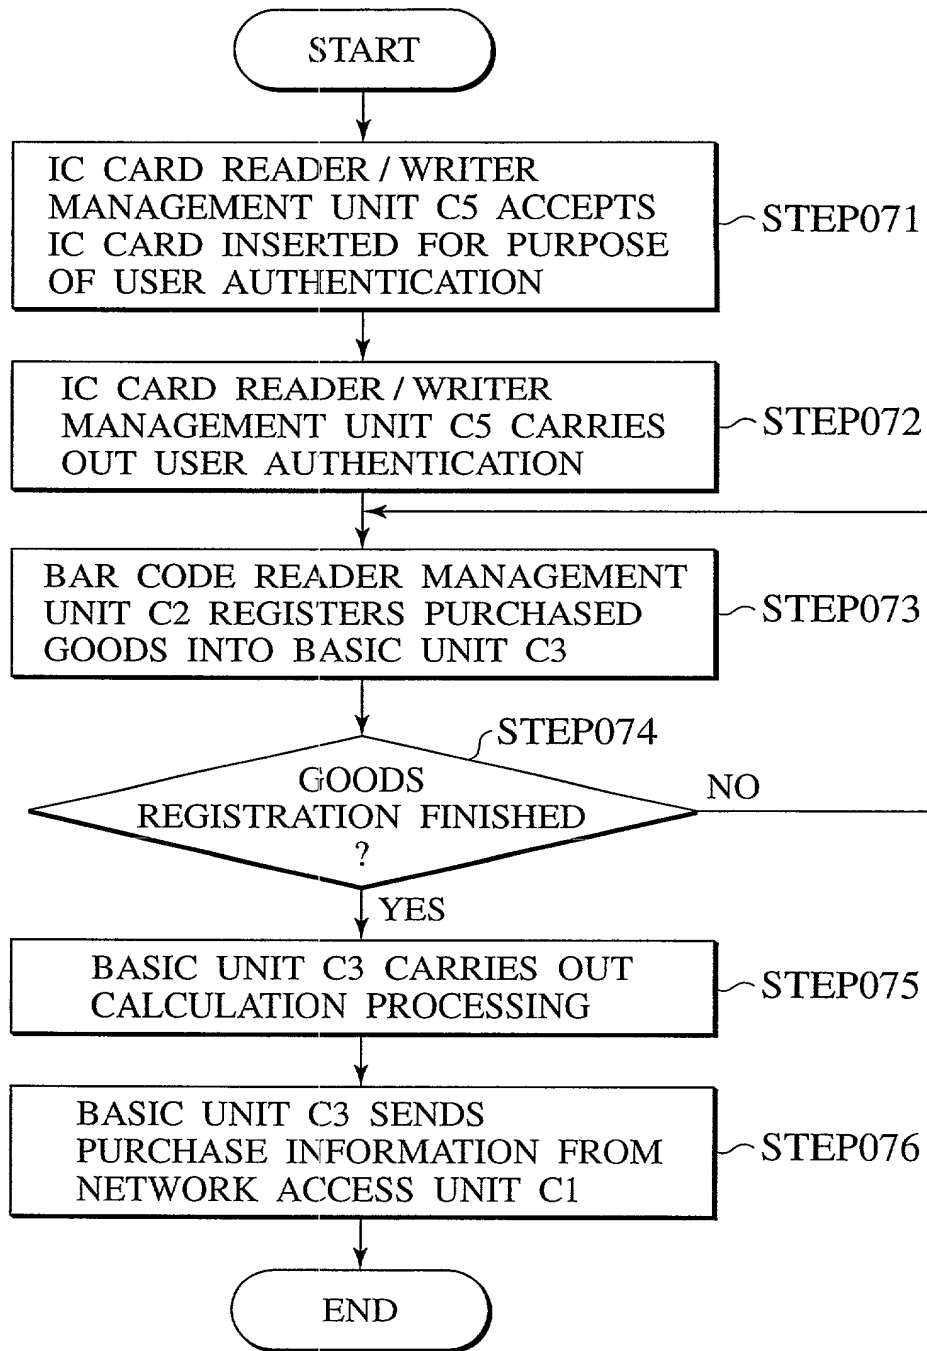 START
IC CARD READER / WRITER
MANAGEMENT UNIT C5 ACCEPTS
IC CARD INSERTED FOR PURPOSE
OF USER AUTHENTICATION
STEP071
IC CARD READER / WRITER
MANAGEMENT UNIT C5 CARRIES
OUT USER AUTHENTICATION
STEP072
BAR CODE READER MANAGEMENT
UNIT C2 REGISTERS PURCHASED
GOODS INTO BASIC UNIT C3
STEP073
STEP074
GOODS
REGISTRATION FINISHED
?
NO
YES
BASIC UNIT C3 CARRIES OUT
CALCULATION PROCESSING
STEP075
BASIC UNIT C3 SENDS
PURCHASE INFORMATION FROM
NETWORK ACCESS UNIT C1
STEP076
END